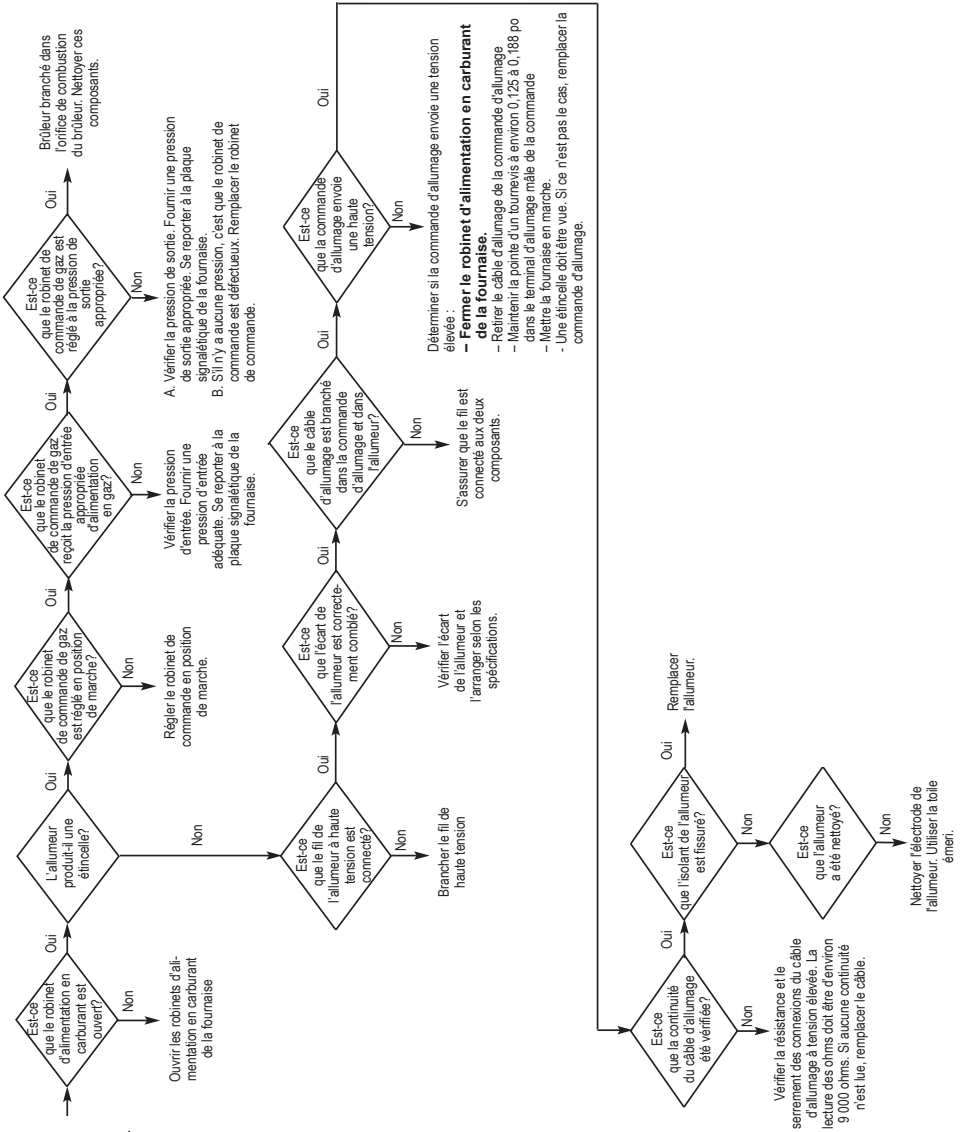 Est-ce
que le robinet
d'alimentation en
carburant est
ouvert?
Oui
Non
Ouvrir les robinets d'ali-
mentation en carburant
de la fournaise
L'allumeur
produit-il une
étincelle?
Oui
Non
Est-ce
que le robinet
de commande de gaz
est réglé en position
de marche?
Oui
Non
Régler le robinet de
commande en position
de marche.
Est-ce
que le robinet
de commande de gaz
reçoit la pression d'entrée
appropriée
d'alimentation
en gaz?
Oui
Non
Vérifier la pression
d'entrée. Fournir une
pression d'entrée
adéquate. Se reporter à la
plaque signalétique de la
fournaise.
Est-ce
que le robinet de
commande de gaz est
réglé à la pression de
sortie
appropriée?
Oui
Non
Brûleur branché dans
l'orifice de combustion
du brûleur. Nettoyer ces
composants.
A. Vérifier la pression de sortie. Fournir une pression
de sortie appropriée. Se reporter à la plaque
signalétique de la fournaise.
B. S'il n'y a aucune pression, c'est que le robinet de
commande est défectueux. Remplacer le robinet
de commande.
Est-ce
que le fil de
l'allumeur à haute
tension est
connecté?
Oui
Non
Brancher le fil de
haute tension
Est-ce
que l'écart de
l'allumeur est correcte-
ment comblé?
Oui
Non
Vérifier l'écart
de l'allumeur et
l'arranger selon les
spécifications.
Est-ce
que le câble
d'allumage est branché
dans la commande
d'allumage et dans
l'allumeur?
Oui
Non
S'assurer que le fil est
connecté aux deux
composants.
Est-ce
que la commande
d'allumage envoie
une haute
tension?
Oui
Non
Déterminer si la commande d'allumage envoie une tension
élevée :
– Fermer le robinet d'alimentation en carburant
de la fournaise.
– Retirer le câble d'allumage de la commande d'allumage
– Maintenir la pointe d'un tournevis à environ 0,125 à 0,188 po
dans le terminal d'allumage mâle de la commande
– Mettre la fournaise en marche.
- Une étincelle doit être vue. Si ce n'est pas le cas, remplacer la
commande d'allumage.
Est-ce
que la continuité
du câble d'allumage
été vérifiée?
Oui
Non
Vérifier la résistance et le
serrement des connexions du câble
d'allumage à tension élevée. La
lecture des ohms doit être d'environ
9 000 ohms. Si aucune continuité
n'est lue, remplacer le câble.
Est-ce
que l'isolant de l'allumeur
est fissuré?
Oui
Non
Remplacer
l'allumeur.
Est-ce
que l'allumeur
a été nettoyé?
Non
Nettoyer l'électrode de
l'allumeur. Utiliser la toile
émeri.